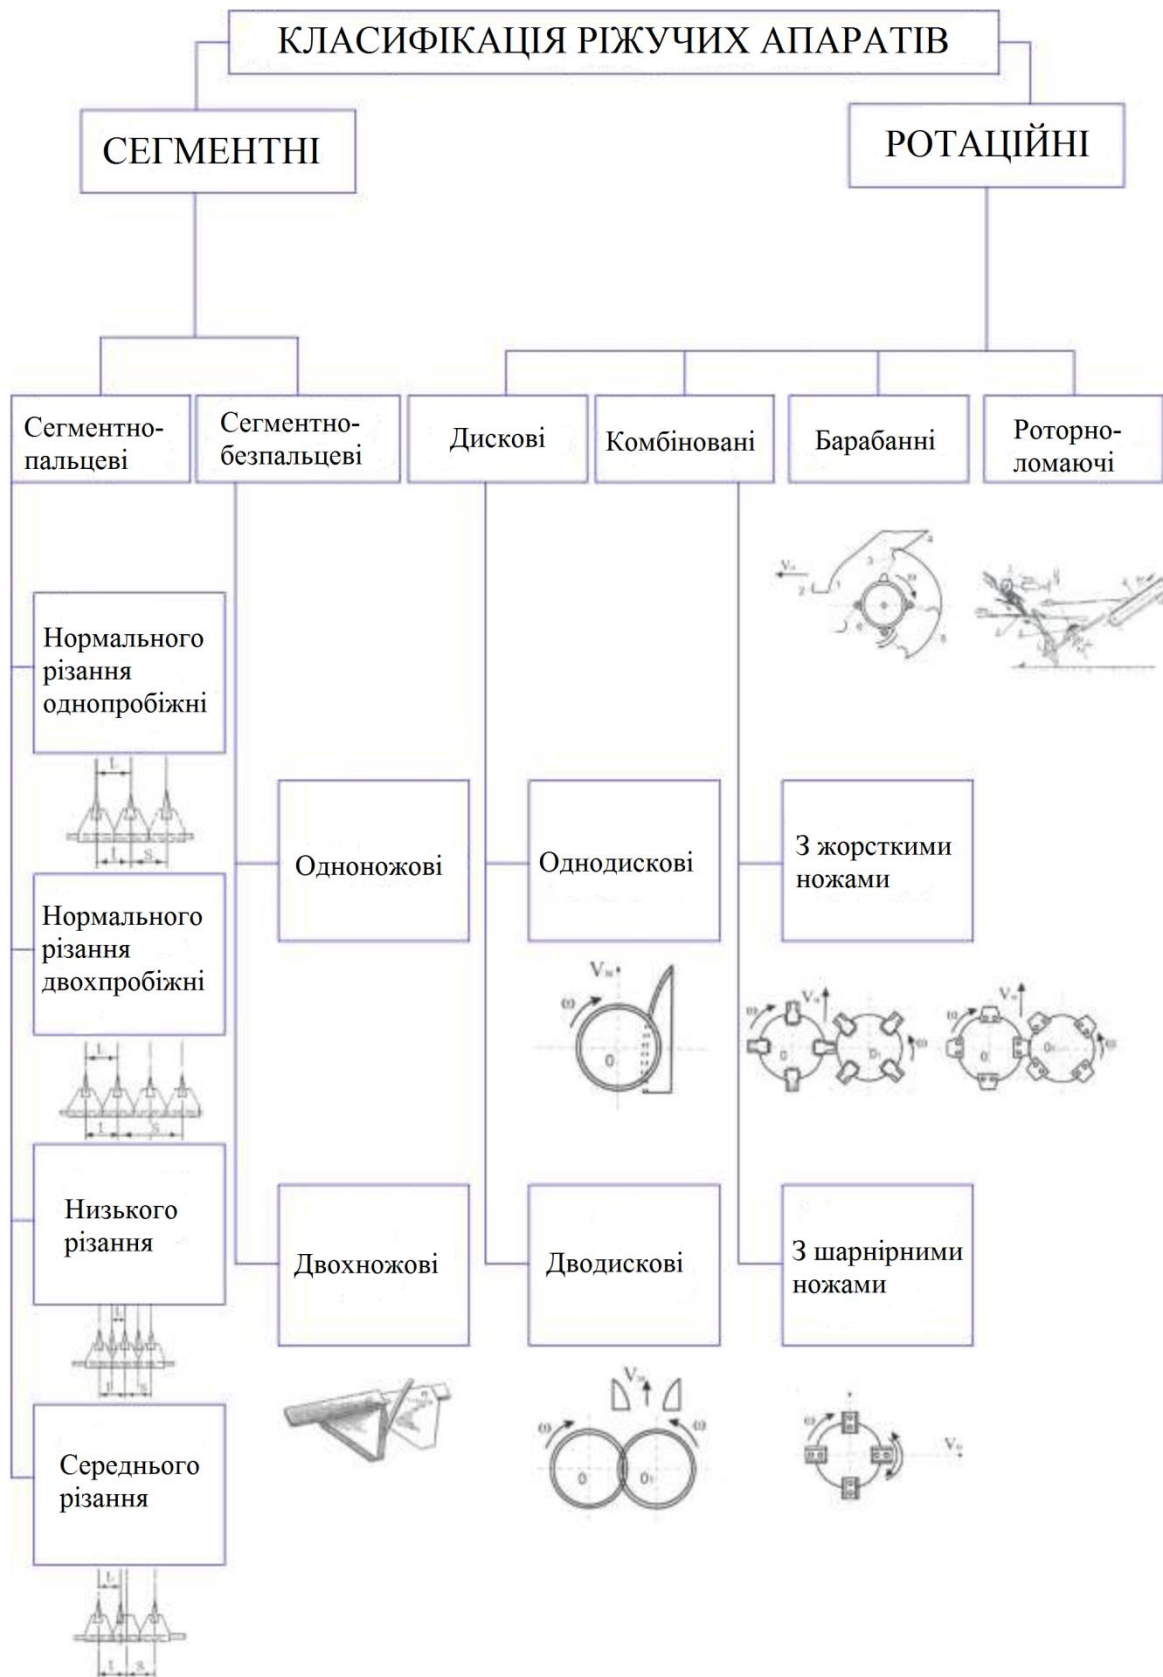 КЛАСИФІКАЦІЯ РІЖУЧИХ АПАРАТІВ
СЕГМЕНТНІ
РОТАЦІЙНІ
Сегментно-
пальцеві
Сегментно-
безпальцеві
Дискові
Комбіновані
Барабанні
Роторно-
ломаючі
Нормального
різання
однопробіжні
Нормального
різання
двохпробіжні
Низького
різання
Середнього
різання
Одноножові
Двохножові
Однодискові
Дводискові
З жорсткими
ножами
З шарнірними
ножами